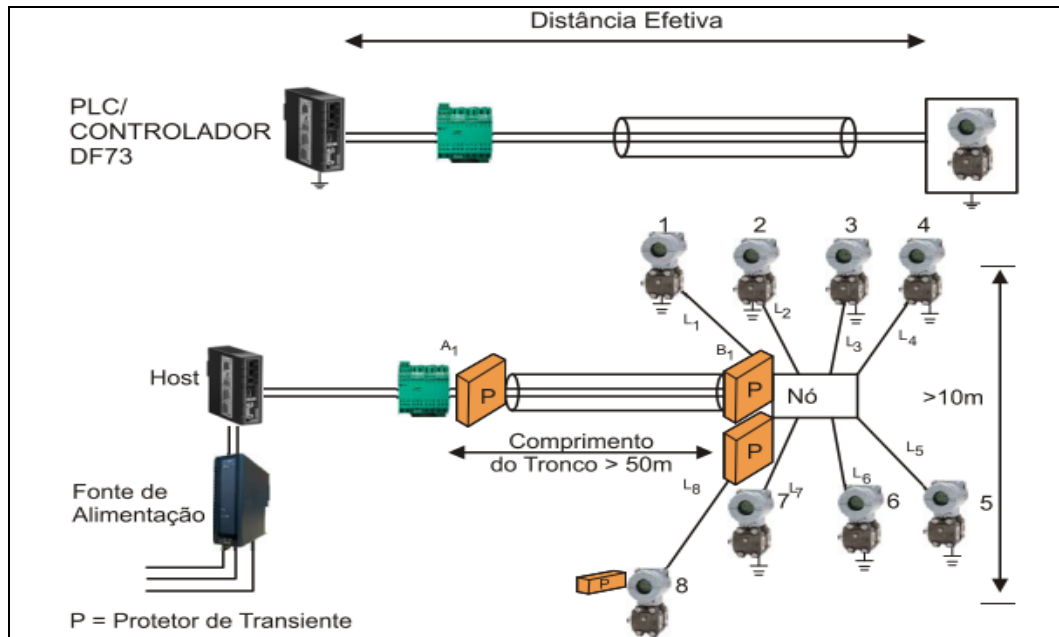 Distância Efetiva
PLC/
CONTROLADOR
DF73
1
2
3
4
L1
L2
L3
L4
A1
B1
Host
P
P
Nó
>10m
P
Comprimento
do Tronco > 50m
L5
L8
L7
L6
Fonte de
Alimentação
7
6
5
P
8
P = Protetor de Transiente